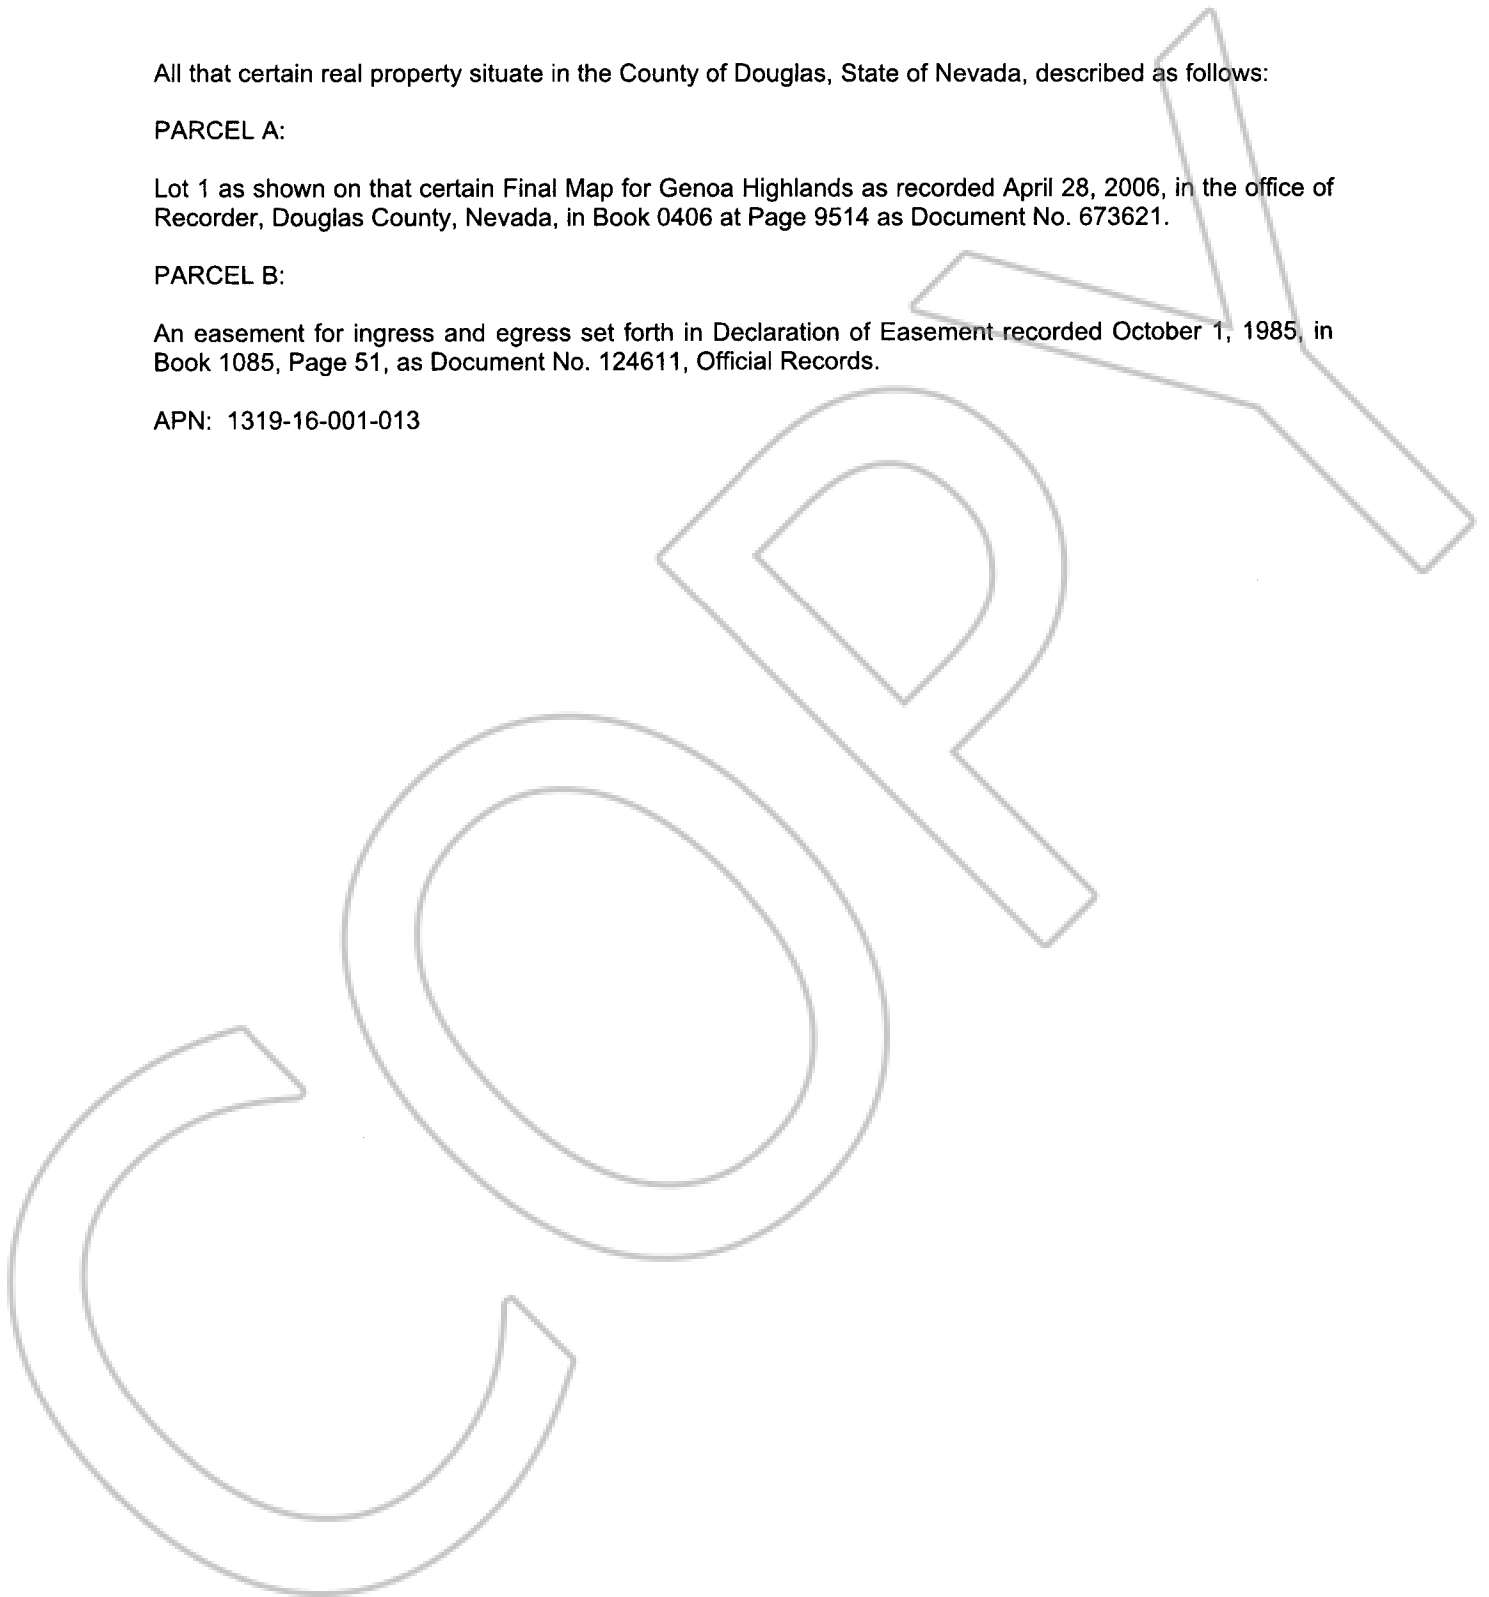 All that certain real property situate in the County of Douglas, State of Nevada, described as follows:
PARCEL A:
Lot 1 as shown on that certain Final Map for Genoa Highlands as recorded April 28, 2006, in the office of
Recorder, Douglas County, Nevada, in Book 0406 at Page 9514 as Document No. 673621.
PARCEL B:
An easement for ingress and egress set forth in Declaration of Easement recorded October 1, 1985, in
Book 1085, Page 51, as Document No. 124611, Official Records.
APN: 1319-16-001-013
COPY